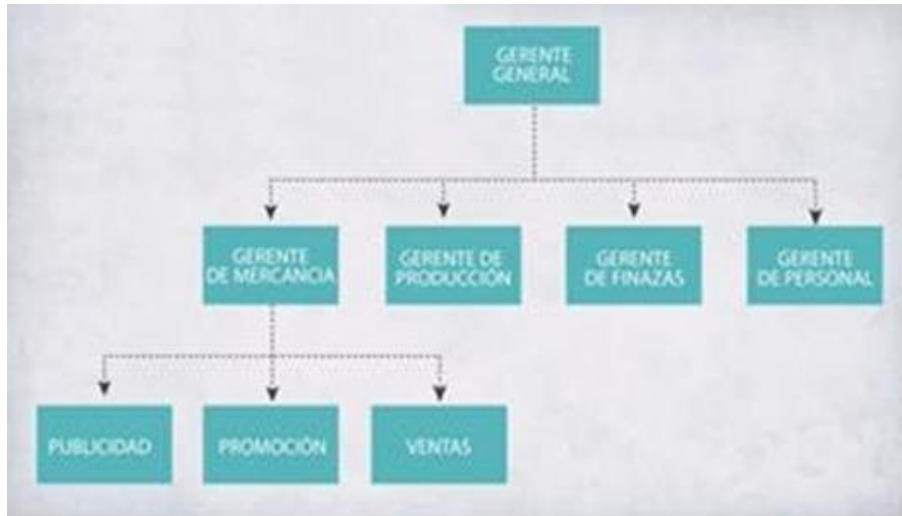 GERENTE
GENERAL
GERENTE
DE MERCANCIA
GERENTE DE
PRODUCCIÓN
GERENTE
DE FINAZAS
GERENTE
DE PERSONAL
PUBLICIDAD
PROMOCIÓN
VENTAS